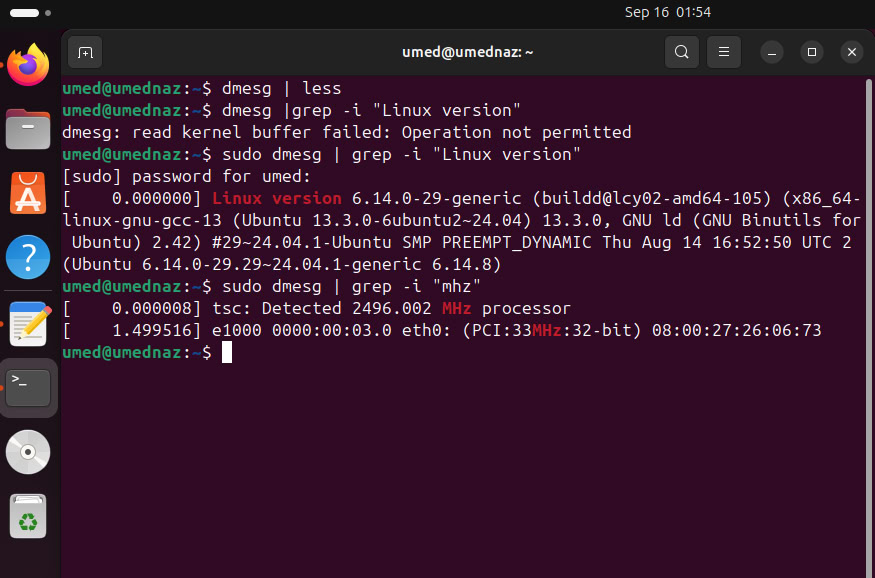 Sep 16 01:54
umed@umednaz: ~
umed@umednaz:~$ dmesg | less
umed@umednaz:~$ dmesg |grep -i "Linux version"
dmesg: read kernel buffer failed: Operation not permitted
umed@umednaz:~$ sudo dmesg | grep -i "Linux version"
[sudo] password for umed:
[    0.000000] Linux version 6.14.0-29-generic (buildd@lcy02-amd64-105) (x86_64-
linux-gnu-gcc-13 (Ubuntu 13.3.0-6ubuntu2~24.04) 13.3.0, GNU ld (GNU Binutils for
 Ubuntu) 2.42) #29~24.04.1-Ubuntu SMP PREEMPT_DYNAMIC Thu Aug 14 16:52:50 UTC 2
(Ubuntu 6.14.0-29.29~24.04.1-generic 6.14.8)
umed@umednaz:~$ sudo dmesg | grep -i "mhz"
[    0.000008] tsc: Detected 2496.002 MHz processor
[    1.499516] e1000 0000:00:03.0 eth0: (PCI:33MHz:32-bit) 08:00:27:26:06:73
umed@umednaz:~$